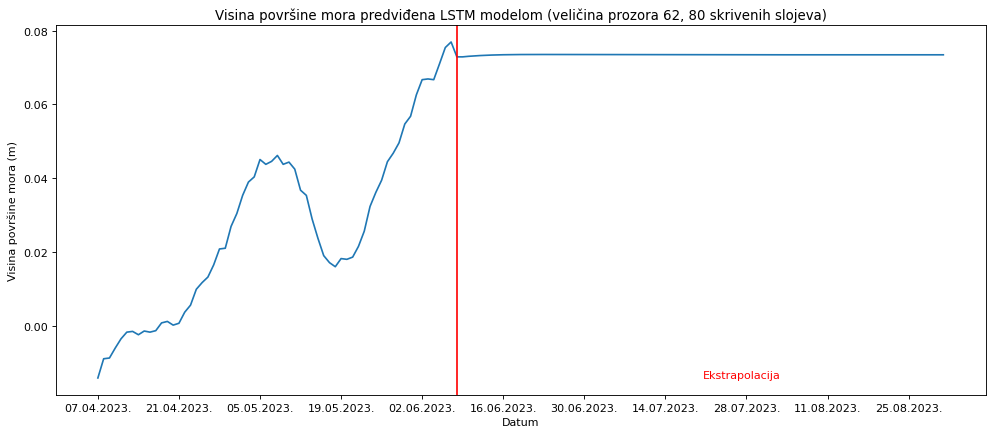 Visina površine mora predviđena LSTM modelom (veličina prozora 62, 80 skrivenih slojeva)
Visina površine mora (m)
0.08
0.06
0.04
0.02
0.00
Ekstrapolacija
07.04.2023. 21.04.2023. 05.05.2023. 19.05.2023. 02.06.2023. 16.06.2023. 30.06.2023. 14.07.2023. 28.07.2023. 11.08.2023. 25.08.2023.
Datum